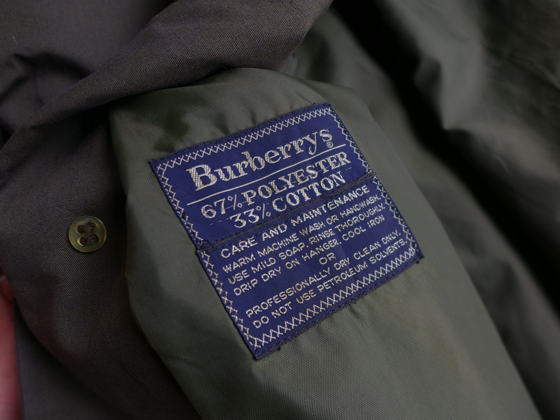 Burberrys®
67% POLYESTER
33% COTTON
CARE AND MAINTENANCE
WARM MACHINE WASH OR HANDWASH.
USE MILD SOAP. RINSE THOROUGHLY.
DRIP DRY ON HANGER. COOL IRON
OR
PROFESSIONALLY DRY CLEAN ONLY.
DO NOT USE PETROLEUM SOLVENTS.